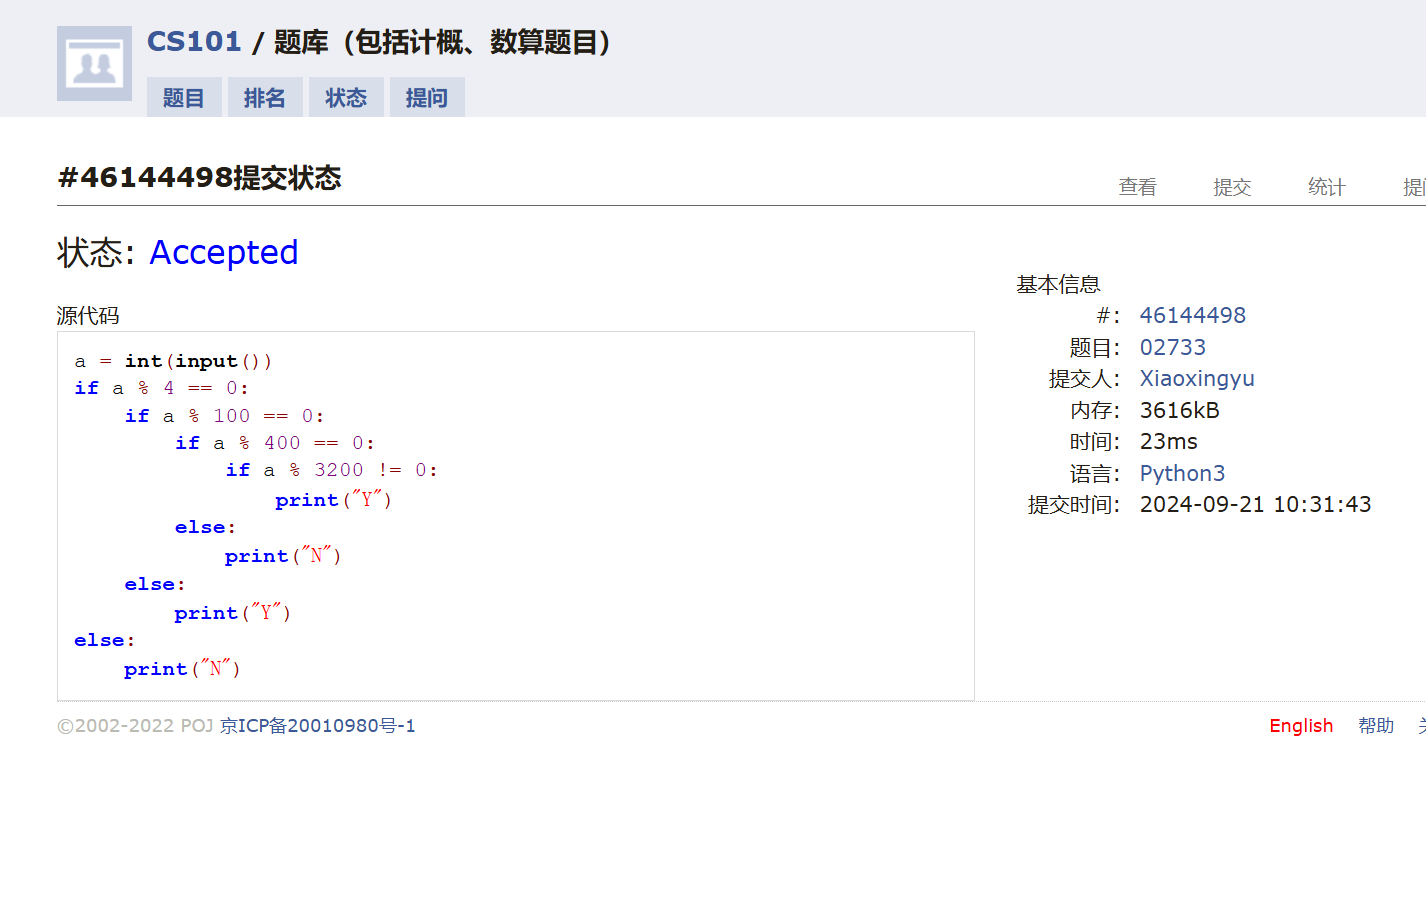 CS101 / 题库（包括计概、数算题目）
题目 排名 状态 提问
#46144498提交状态
查看 提交 统计
状态: Accepted
基本信息
源代码
#: 46144498
题目: 02733
提交人: Xiaoxingyu
内存: 3616kB
时间: 23ms
语言: Python3
提交时间: 2024-09-21 10:31:43
a = int(input())
if a % 4 == 0:
    if a % 100 == 0:
        if a % 400 == 0:
            if a % 3200 != 0:
                print("Y")
        else:
            print("N")
    else:
        print("Y")
else:
    print("N")
©2002-2022 POJ 京ICP备20010980号-1
English 帮助